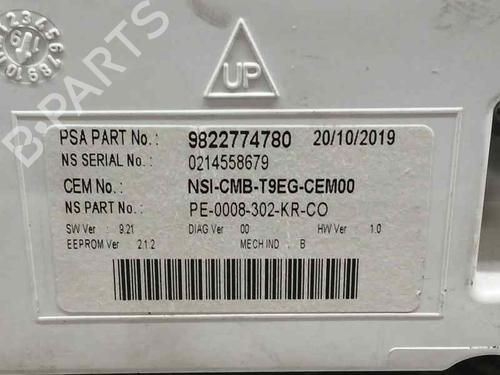 UP
B-PARTS
PSA PART No.: 9822774780 20/10/2019
NS SERIAL No.: 0214558679
CEM No.: NSI-CMB-T9EG-CEM00
NS PART No.: PE-0008-302-KR-CO
SW Ver : 9.21 DIAG Ver : 00 HW Ver : 1.0
EEPROM Ver : 2.1.2 MECH IND : B